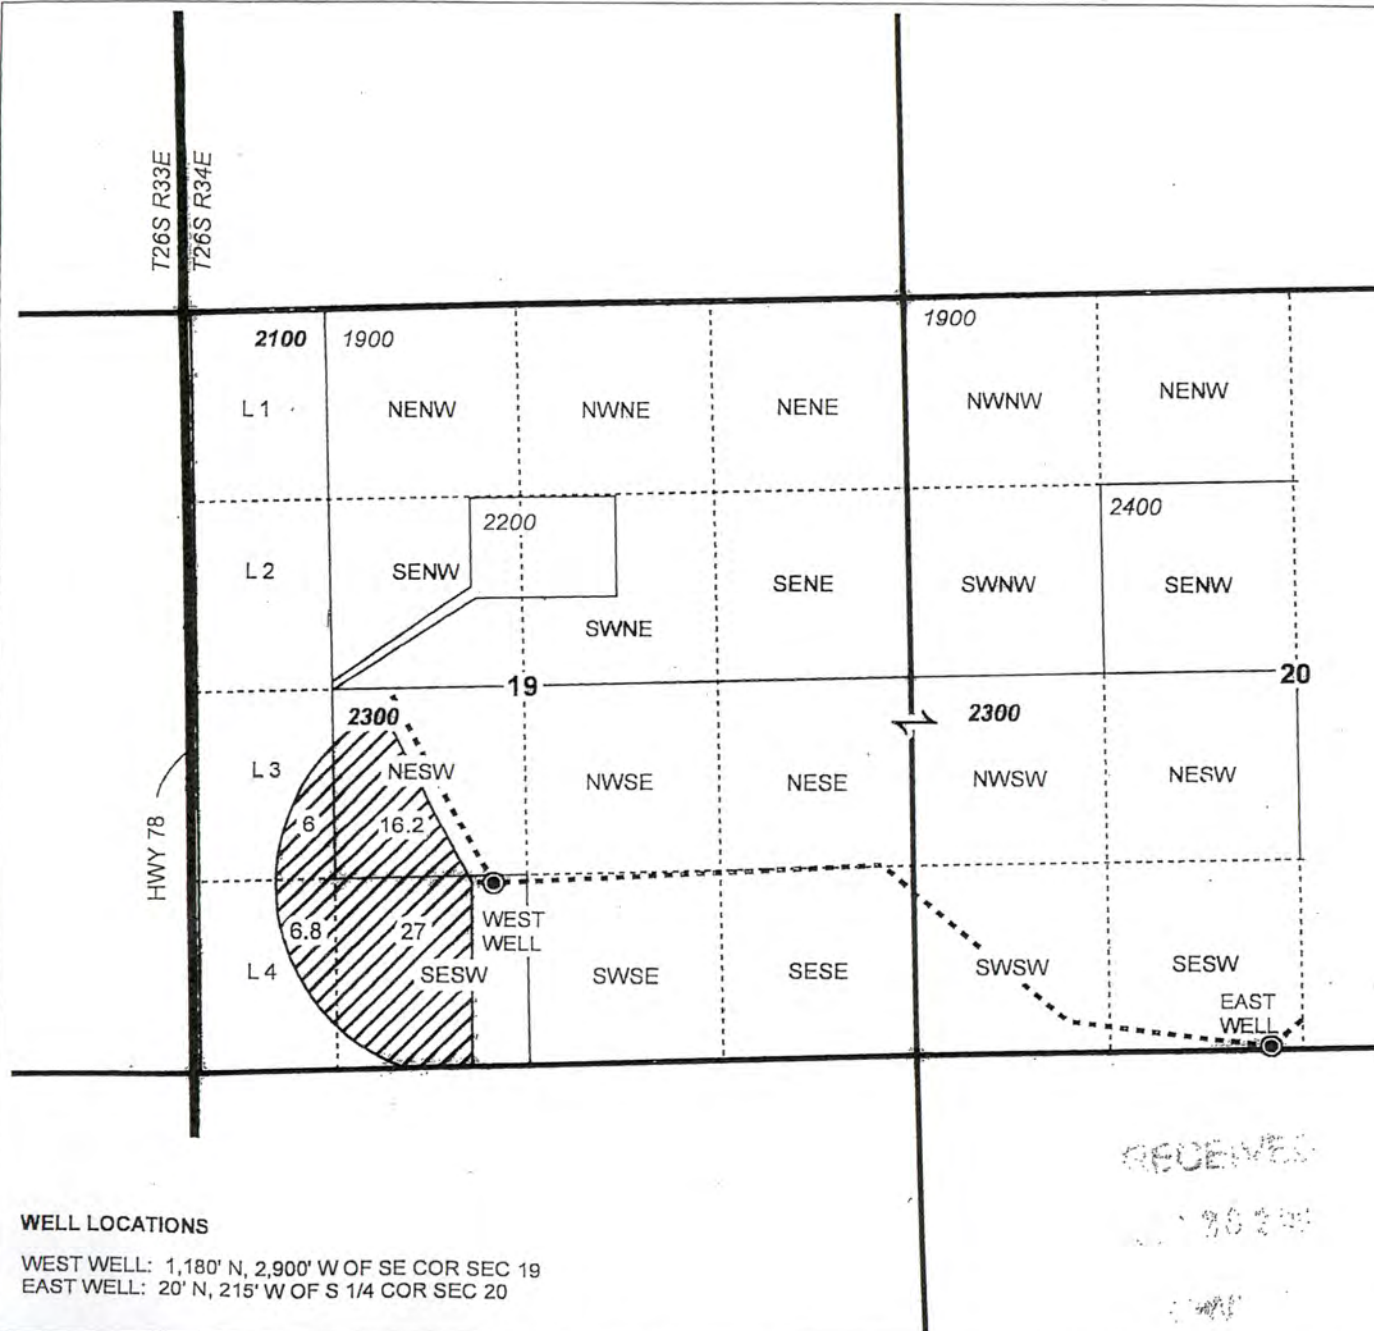 T26S R33E
T26S R34E
2100 1900 1900
L 1 NENW NWNE NENE NWNW NENW
2200 2400
L 2 SENW SENE SWNW SENW
SWNE
19 20
2300 2300
L 3 NESW NWSE NESE NWSW NESW
6 16.2
HWY 78
6.8 27
WEST
WELL
L 4 SESW SWSE SESE SWSW SESW
EAST
WELL
RECEIVED
WELL LOCATIONS
WEST WELL: 1,180' N, 2,900' W OF SE COR SEC 19
EAST WELL: 20' N, 215' W OF S 1/4 COR SEC 20